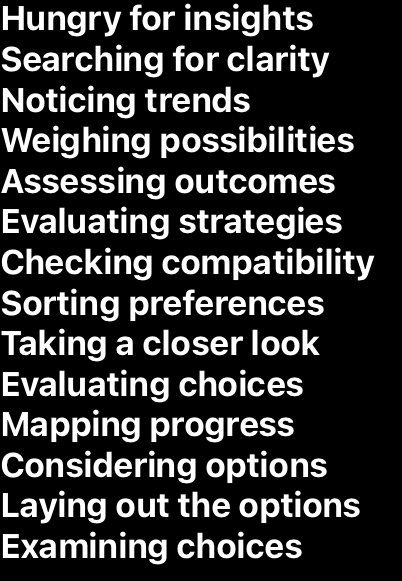 Hungry for insights
Searching for clarity
Noticing trends
Weighing possibilities
Assessing outcomes
Evaluating strategies
Checking compatibility
Sorting preferences
Taking a closer look
Evaluating choices
Mapping progress
Considering options
Laying out the options
Examining choices